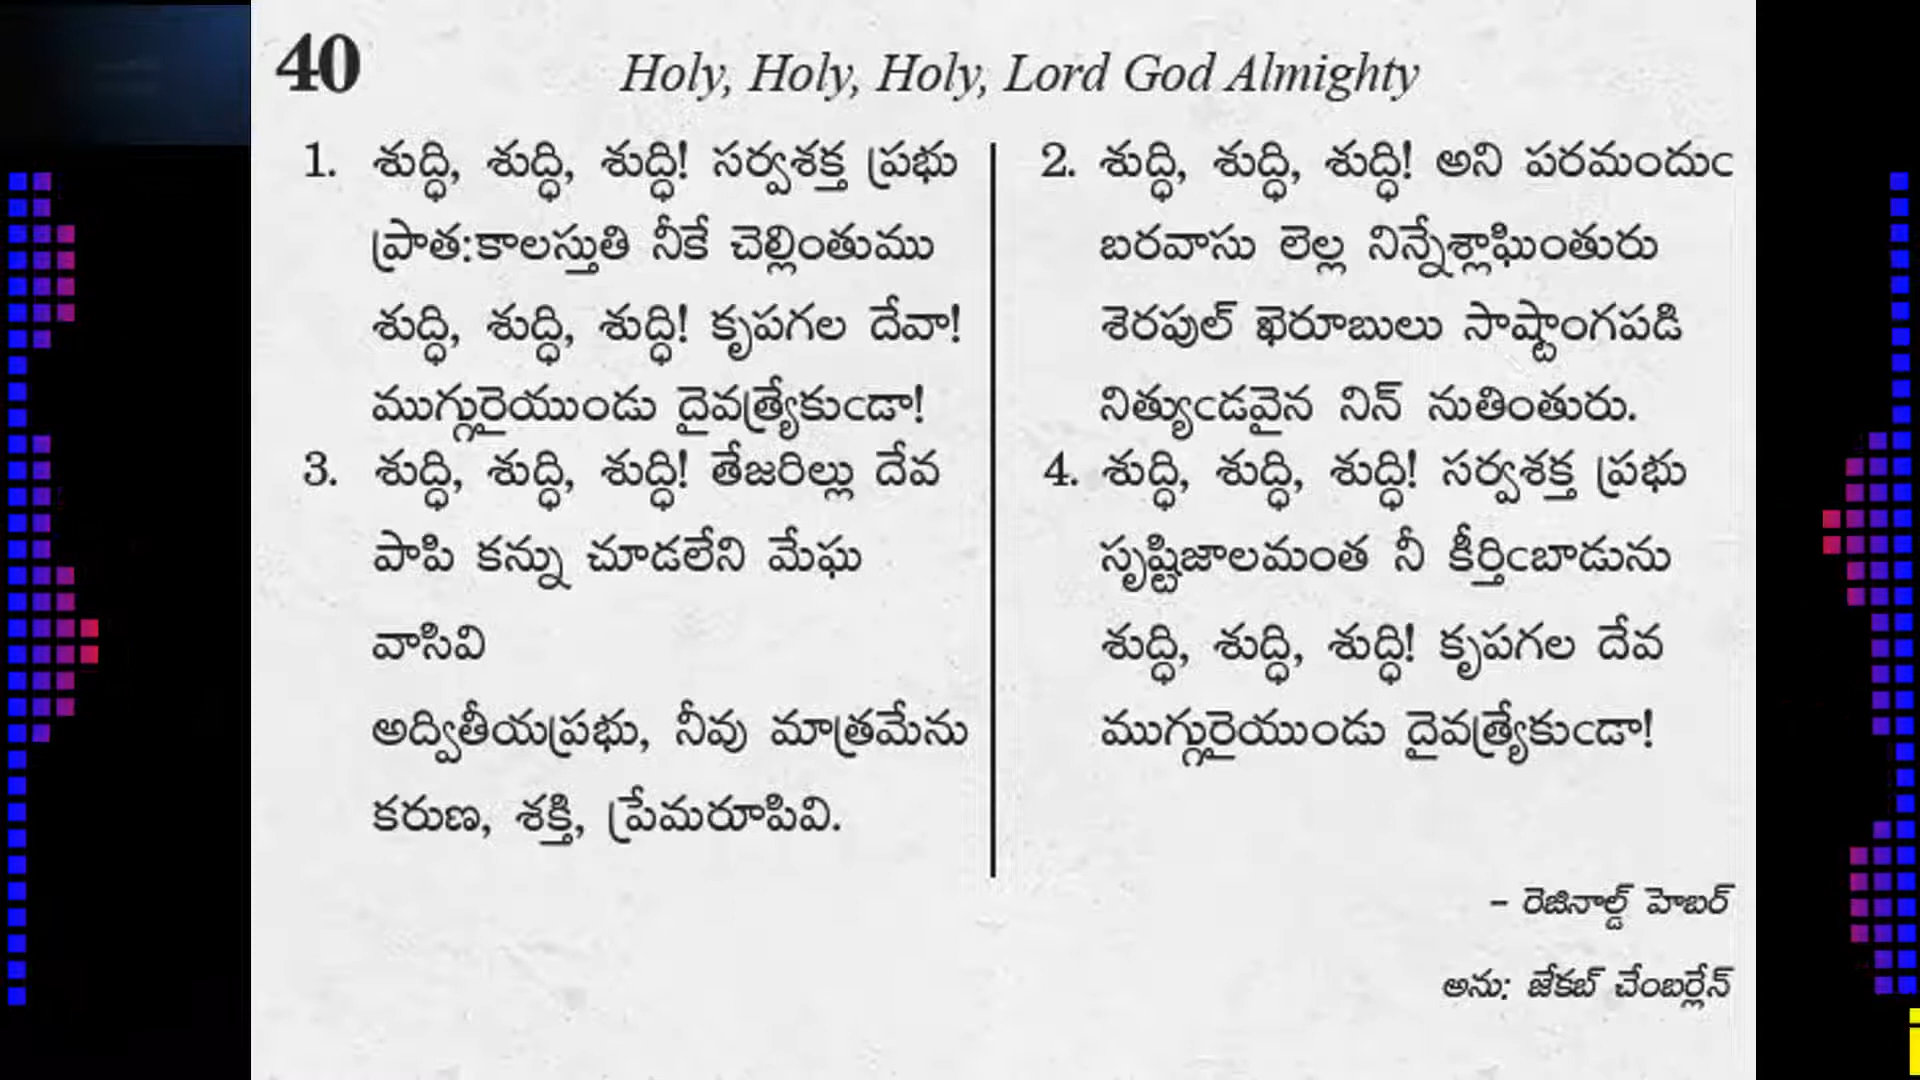 40
Holy, Holy, Holy, Lord God Almighty
1. శుద్ధి, శుద్ధి, శుద్ధి! సర్వశక్త ప్రభు
ప్రాత:కాలస్తుతి నీకే చెల్లింతుము
శుద్ధి, శుద్ధి, శుద్ధి! కృపగల దేవా!
ముగ్గురైయుండు దైవత్ర్యేకుఁడా!
2. శుద్ధి, శుద్ధి, శుద్ధి! అని పరమందుఁ
బరవాసు లెల్ల నిన్నేశ్లాఘింతురు
శెరపుల్ ఖెరూబులు సాష్టాంగపడి
నిత్యుఁడవైన నిన్ నుతింతురు.
3. శుద్ధి, శుద్ధి, శుద్ధి! తేజరిల్లు దేవ
పాపి కన్ను చూడలేని మేఘ
వాసివి
అద్వితీయప్రభు, నీవు మాత్రమేను
కరుణ, శక్తి, ప్రేమరూపివి.
4. శుద్ధి, శుద్ధి, శుద్ధి! సర్వశక్త ప్రభు
సృష్టిజాలమంత నీ కీర్తిఁబాడును
శుద్ధి, శుద్ధి, శుద్ధి! కృపగల దేవ
ముగ్గురైయుండు దైవత్ర్యేకుఁడా!
– రెజినాల్డ్ హెబర్
అను: జేకబ్ చేంబర్లేన్